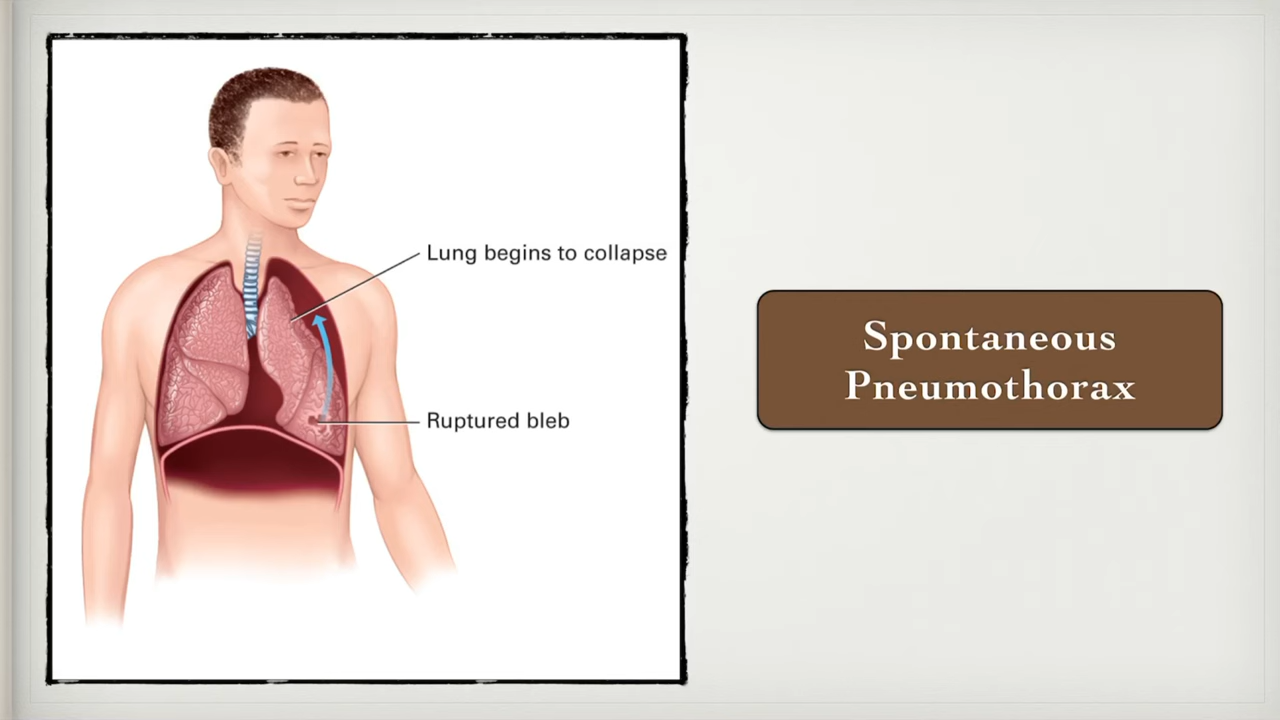 Lung begins to collapse
Ruptured bleb
Spontaneous
Pneumothorax